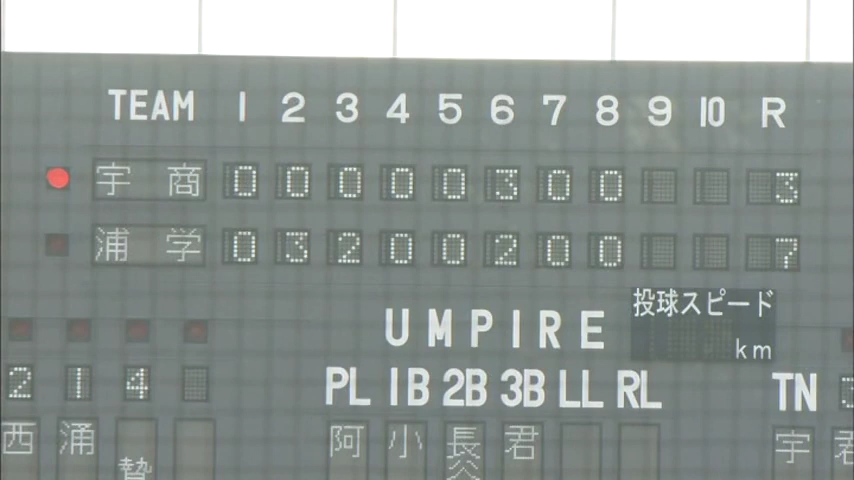 TEAM 1 2 3 4 5 6 7 8 9 10 R
宇商 0 0 0 0 0 3 0 0 3
浦学 0 3 2 0 0 2 0 0 7
投球スピード
UMPIRE
km
2 1 4
PL 1B 2B 3B LL RL TN
西 涌 阿 小 長 君 宇 君